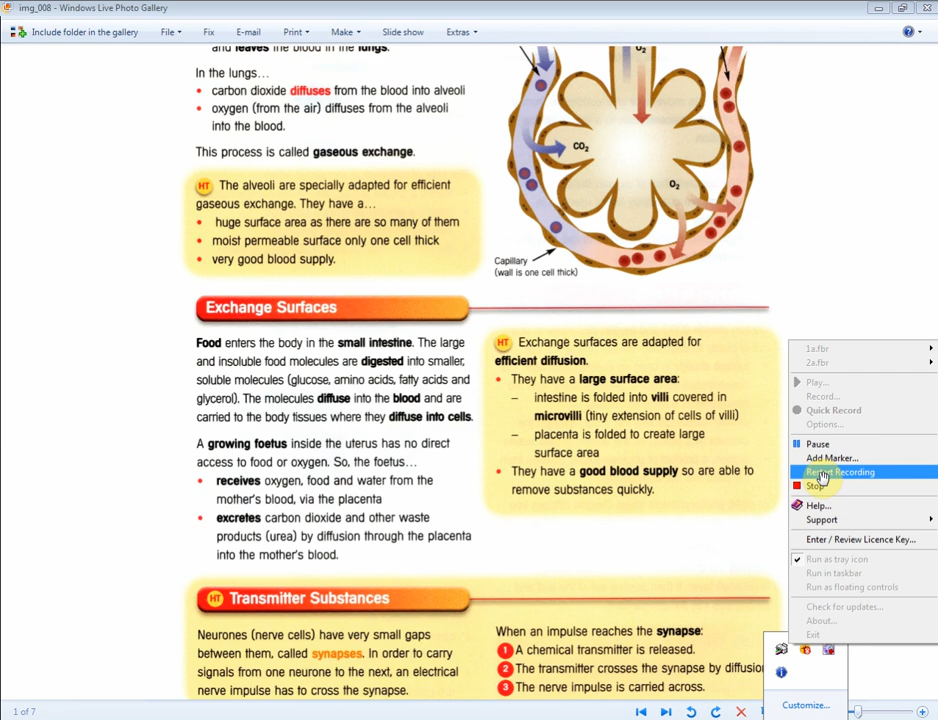 img_008 - Windows Live Photo Gallery
Include folder in the gallery File Fix E-mail Print Make Slide show Extras
and leaves the blood in the lungs.
In the lungs…
• carbon dioxide diffuses from the blood into alveoli
• oxygen (from the air) diffuses from the alveoli
into the blood.
This process is called gaseous exchange.
HT The alveoli are specially adapted for efficient
gaseous exchange. They have a…
• huge surface area as there are so many of them
• moist permeable surface only one cell thick
• very good blood supply.
O2
CO2
O2
Capillary
(wall is one cell thick)
Exchange Surfaces
Food enters the body in the small intestine. The large
and insoluble food molecules are digested into smaller,
soluble molecules (glucose, amino acids, fatty acids and
glycerol). The molecules diffuse into the blood and are
carried to the body tissues where they diffuse into cells.
A growing foetus inside the uterus has no direct
access to food or oxygen. So, the foetus…
• receives oxygen, food and water from the
mother's blood, via the placenta
• excretes carbon dioxide and other waste
products (urea) by diffusion through the placenta
into the mother's blood.
HT Exchange surfaces are adapted for
efficient diffusion.
• They have a large surface area:
– intestine is folded into villi covered in
microvilli (tiny extension of cells of villi)
– placenta is folded to create large
surface area
• They have a good blood supply so are able to
remove substances quickly.
HT Transmitter Substances
Neurones (nerve cells) have very small gaps
between them, called synapses. In order to carry
signals from one neurone to the next, an electrical
nerve impulse has to cross the synapse.
When an impulse reaches the synapse:
1 A chemical transmitter is released.
2 The transmitter crosses the synapse by diffusio
3 The nerve impulse is carried across.
1a.fbr
2a.fbr
Play...
Record...
Quick Record
Options...
Pause
Add Marker...
Restart Recording
Stop
Help...
Support
Enter / Review Licence Key...
Run as tray icon
Run in taskbar
Run as floating controls
Check for updates...
About...
Exit
Customize...
1 of 7